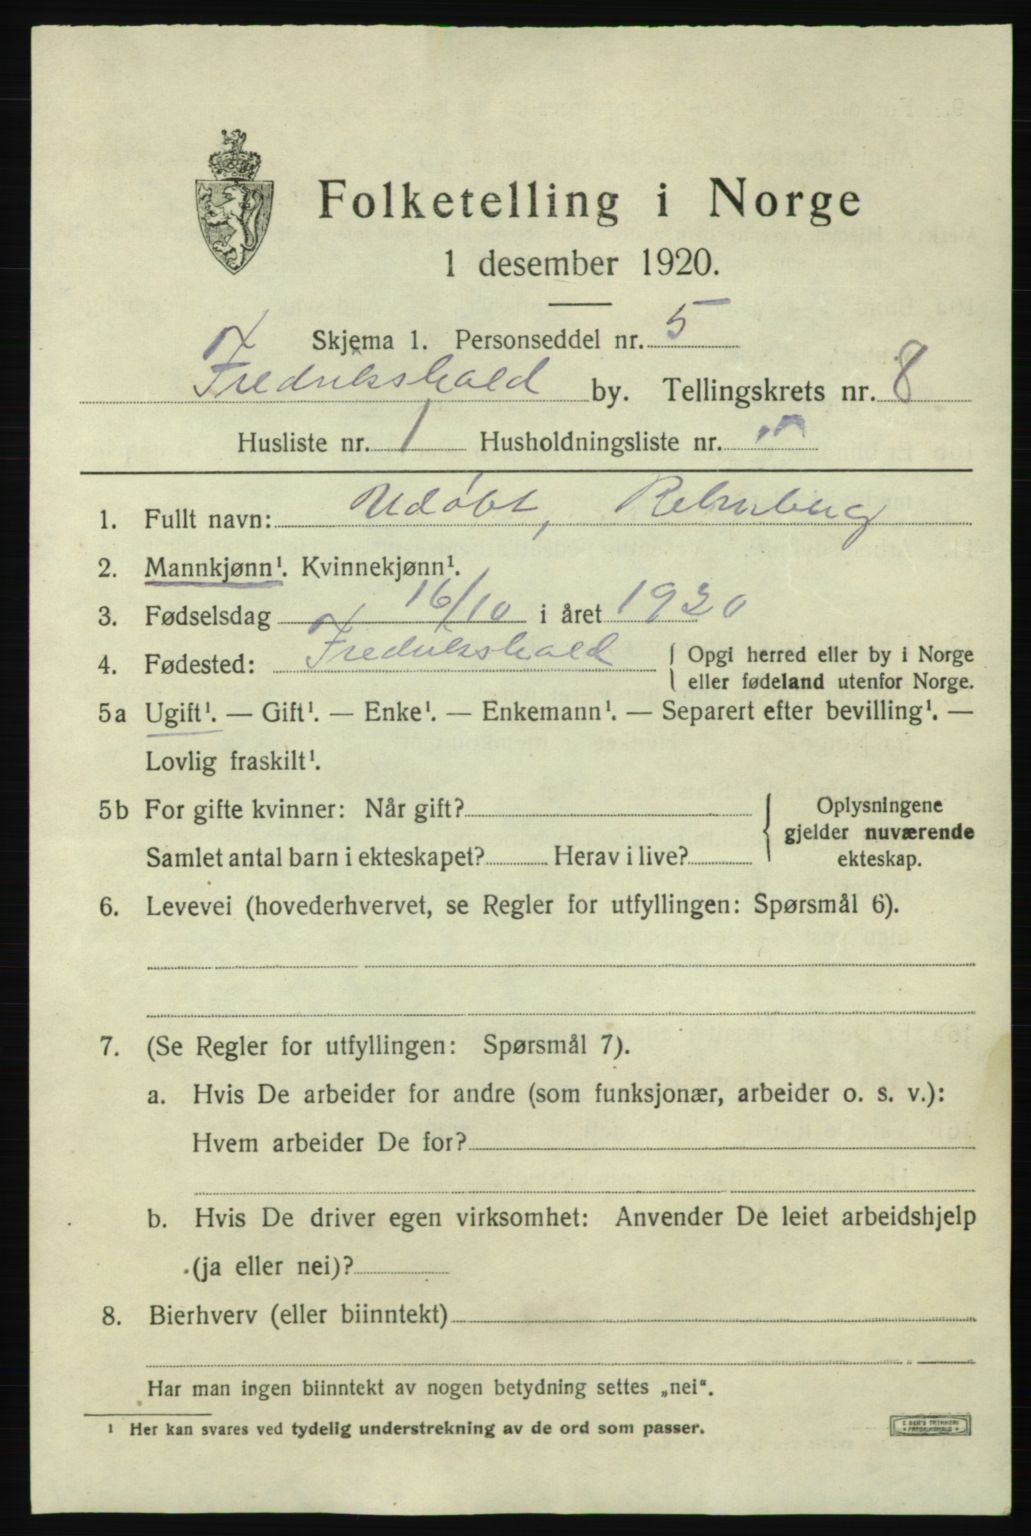 Folketelling i Norge
1 desember 1920.
Skjema 1. Personseddel nr. 5
Fredrikshald by. Tellingskrets nr. 8
Husliste nr. 1 Husholdningsliste nr.
1. Fullt navn: Udøbt,
2. Mannkjønn¹. Kvinnekjønn¹.
3. Fødselsdag 16/10 i året 1920
4. Fødested: Fredrikshald { Opgi herred eller by i Norge
eller fødeland utenfor Norge.
5a Ugift¹. — Gift¹. — Enke¹. — Enkemann¹. — Separert efter bevilling¹. —
Lovlig fraskilt¹.
5b For gifte kvinner: Når gift? Oplysningene
gjelder nuværende
Samlet antal barn i ekteskapet? Herav i live? ekteskap.
6. Levevei (hovederhvervet, se Regler for utfyllingen: Spørsmål 6).
7. (Se Regler for utfyllingen: Spørsmål 7).
a. Hvis De arbeider for andre (som funksjonær, arbeider o. s. v.):
Hvem arbeider De for?
b. Hvis De driver egen virksomhet: Anvender De leiet arbeidshjelp
(ja eller nei)?
8. Bierhverv (eller biinntekt)
Har man ingen biinntekt av nogen betydning settes „nei".
¹ Her kan svares ved tydelig understrekning av de ord som passer.